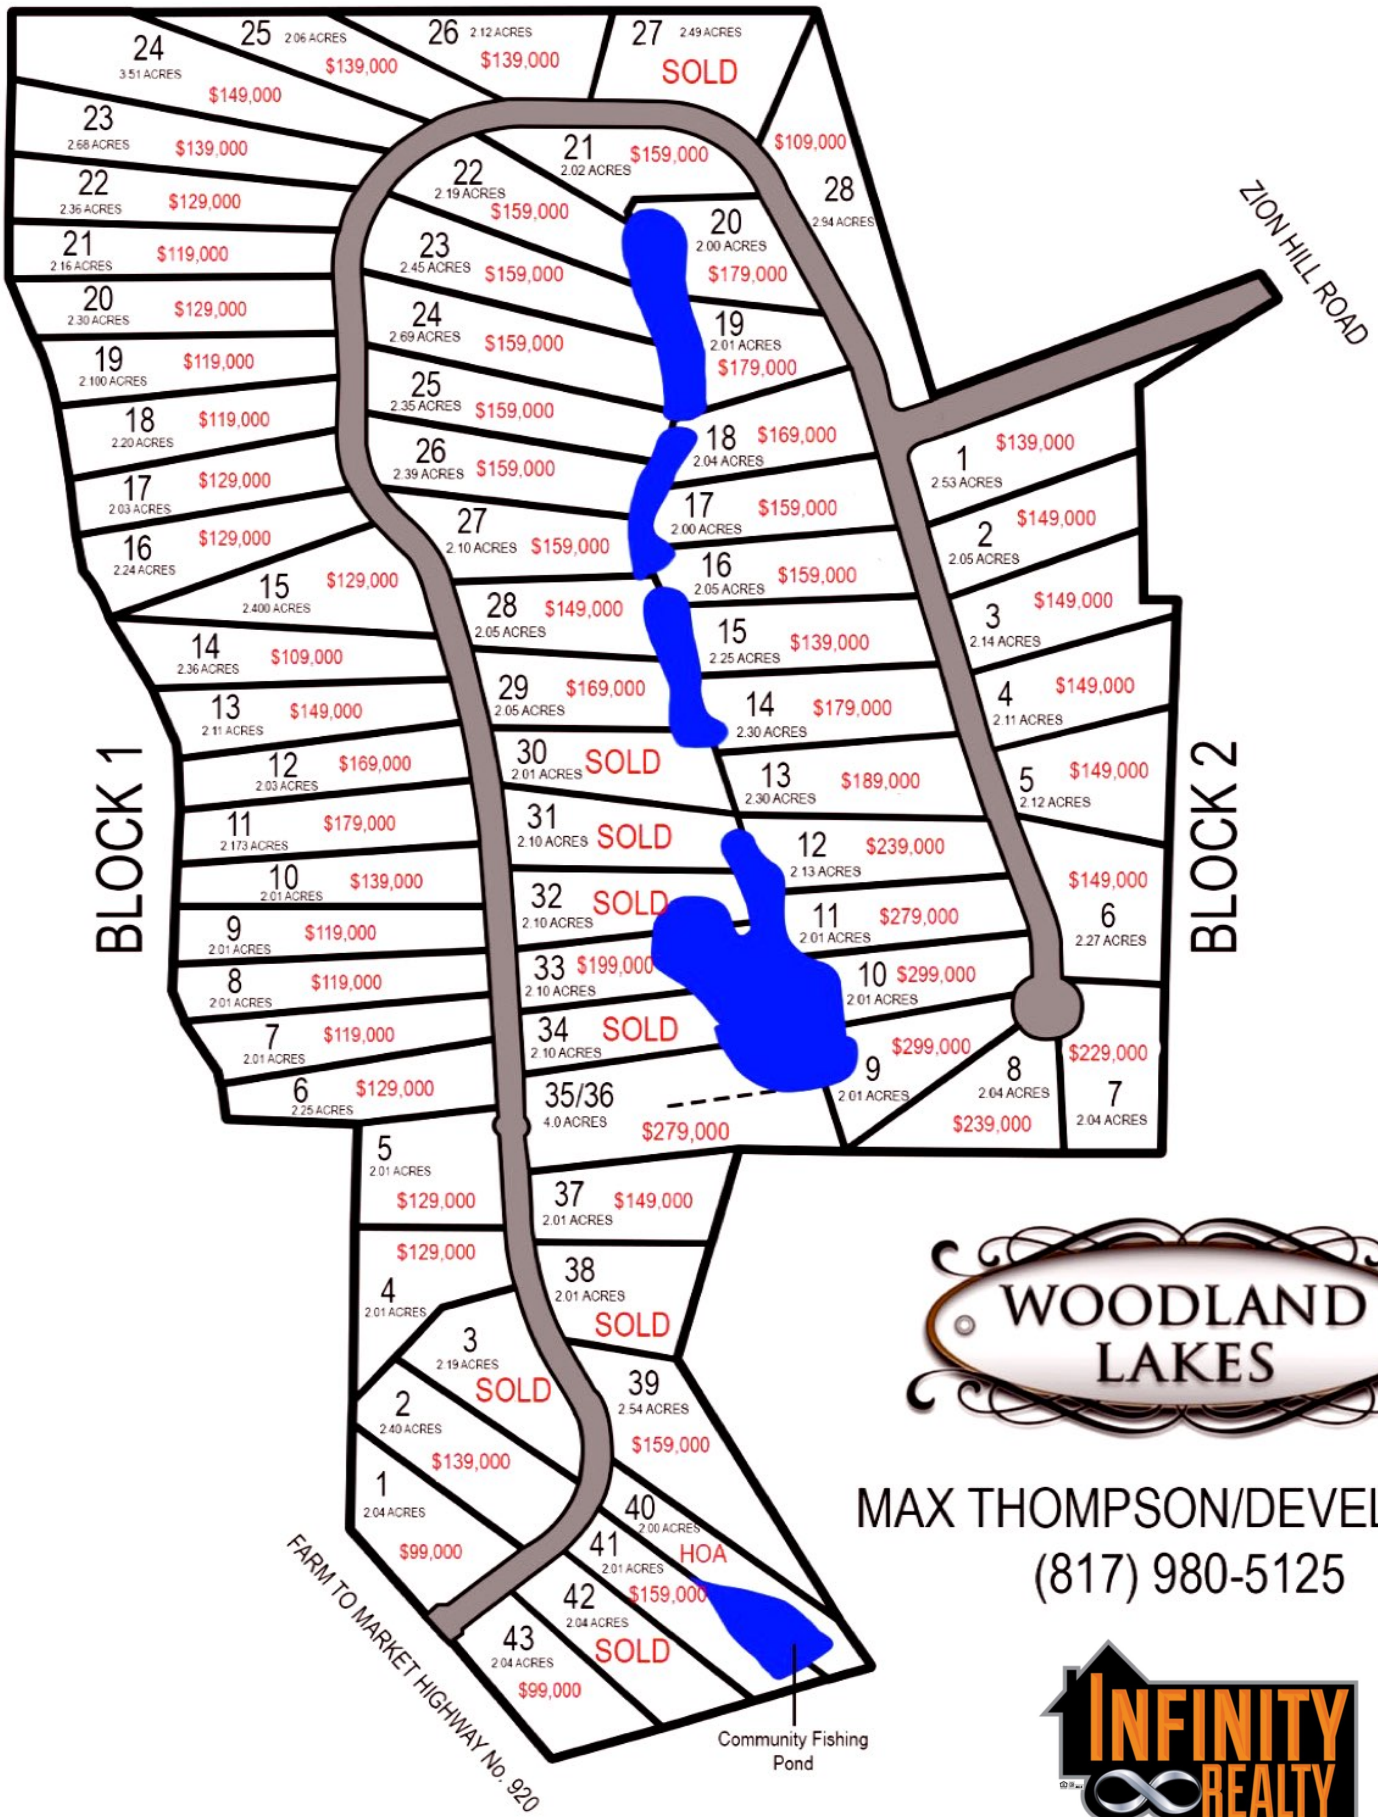 24
3.51 ACRES
$149,000
25
2.06 ACRES
$139,000
26
2.12 ACRES
$139,000
27
2.49 ACRES
SOLD
$109,000
28
2.94 ACRES
23
2.68 ACRES
$139,000
22
2.36 ACRES
$129,000
21
2.16 ACRES
$119,000
20
2.30 ACRES
$129,000
19
2.100 ACRES
$119,000
18
2.20 ACRES
$119,000
17
2.03 ACRES
$129,000
16
2.24 ACRES
$129,000
15
2.400 ACRES
$129,000
14
2.36 ACRES
$109,000
13
2.11 ACRES
$149,000
12
2.03 ACRES
$169,000
11
2.173 ACRES
$179,000
10
2.01 ACRES
$139,000
9
2.01 ACRES
$119,000
8
2.01 ACRES
$119,000
7
2.01 ACRES
$119,000
6
2.25 ACRES
$129,000
5
2.01 ACRES
$129,000
$129,000
4
2.01 ACRES
3
2.19 ACRES
SOLD
2
2.40 ACRES
$139,000
1
2.04 ACRES
$99,000
BLOCK 1
21
2.02 ACRES
$159,000
22
2.19 ACRES
$159,000
23
2.45 ACRES
$159,000
24
2.69 ACRES
$159,000
25
2.35 ACRES
$159,000
26
2.39 ACRES
$159,000
27
2.10 ACRES
$159,000
28
2.05 ACRES
$149,000
29
2.05 ACRES
$169,000
30
2.01 ACRES
SOLD
31
2.10 ACRES
SOLD
32
2.10 ACRES
SOLD
33
2.10 ACRES
$199,000
34
2.10 ACRES
SOLD
35/36
4.0 ACRES
$279,000
37
2.01 ACRES
$149,000
38
2.01 ACRES
SOLD
39
2.54 ACRES
$159,000
40
2.00 ACRES
HOA
41
2.01 ACRES
$159,000
42
2.04 ACRES
SOLD
43
2.04 ACRES
$99,000
20
2.00 ACRES
$179,000
19
2.01 ACRES
$179,000
18
2.04 ACRES
$169,000
17
2.00 ACRES
$159,000
16
2.05 ACRES
$159,000
15
2.25 ACRES
$139,000
14
2.30 ACRES
$179,000
13
2.30 ACRES
$189,000
12
2.13 ACRES
$239,000
11
2.01 ACRES
$279,000
10
2.01 ACRES
$299,000
$299,000
9
2.01 ACRES
8
2.04 ACRES
$239,000
$229,000
7
2.04 ACRES
1
2.53 ACRES
$139,000
2
2.05 ACRES
$149,000
3
2.14 ACRES
$149,000
4
2.11 ACRES
$149,000
5
2.12 ACRES
$149,000
$149,000
6
2.27 ACRES
BLOCK 2
ZION HILL ROAD
WOODLAND
LAKES
MAX THOMPSON/DEVEL
(817) 980-5125
FARM TO MARKET HIGHWAY No. 920
Community Fishing
Pond
INFINITY
REALTY